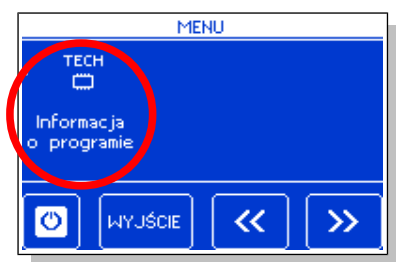 MENU
TECH
Informacja
o programie
WYJŚCIE
<< >>